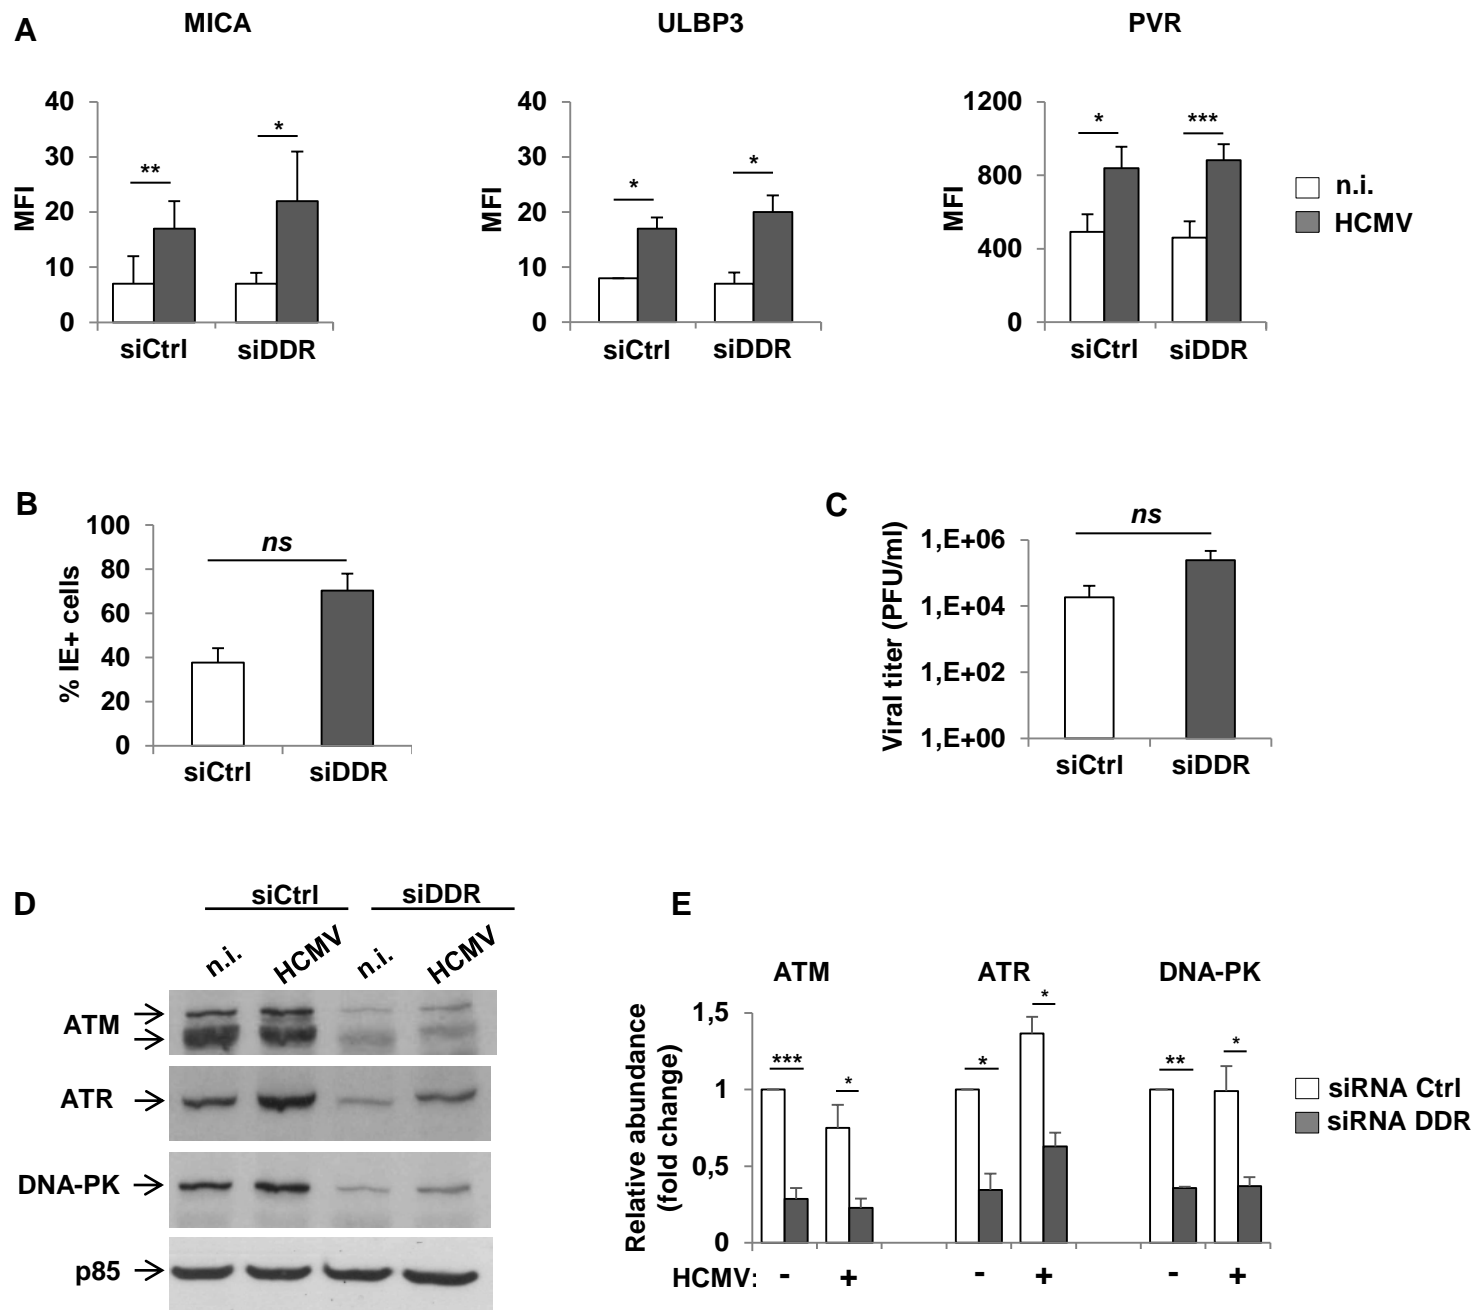 A
MICA
ULBP3
PVR
40
30
20
10
0
MFI
**
*
siCtrl
siDDR
40
30
20
10
0
MFI
*
*
siCtrl
siDDR
1200
800
400
0
MFI
*
***
siCtrl
siDDR
n.i.
HCMV
B
100
80
60
40
20
0
% IE+ cells
ns
siCtrl
siDDR
C
1,E+06
1,E+04
1,E+02
1,E+00
Viral titer (PFU/ml)
ns
siCtrl
siDDR
D
siCtrl
siDDR
n.i.
HCMV
n.i.
HCMV
ATM
ATR
DNA-PK
p85
E
ATM
ATR
DNA-PK
1,5
1
0,5
0
Relative abundance
(fold change)
***
*
*
*
**
*
siRNA Ctrl
siRNA DDR
HCMV: - + - + - +